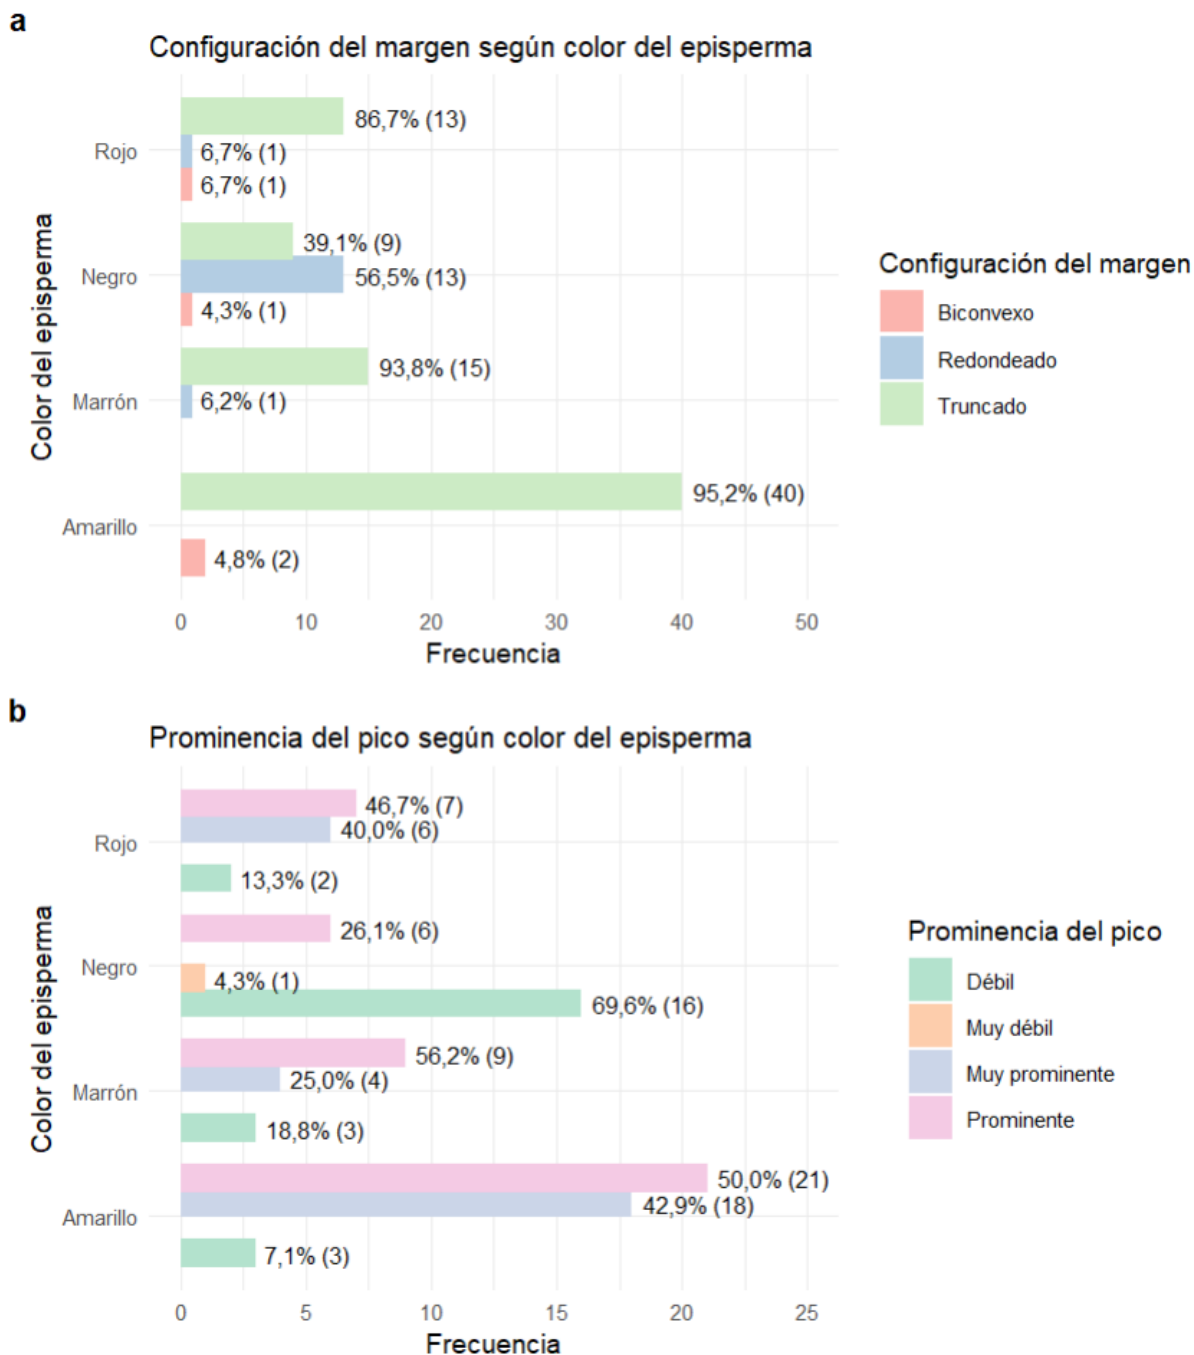 a
Configuración del margen según color del episperma
86,7% (13)
Rojo
6,7% (1)
6,7% (1)
39,1% (9)
Negro
56,5% (13)
4,3% (1)
93,8% (15)
Marrón
6,2% (1)
95,2% (40)
Amarillo
4,8% (2)
Color del episperma
0 10 20 30 40 50
Frecuencia
Configuración del margen
Biconvexo
Redondeado
Truncado
b
Prominencia del pico según color del episperma
46,7% (7)
40,0% (6)
Rojo
13,3% (2)
26,1% (6)
Negro
4,3% (1)
69,6% (16)
56,2% (9)
25,0% (4)
Marrón
18,8% (3)
50,0% (21)
42,9% (18)
Amarillo
7,1% (3)
Color del episperma
0 5 10 15 20 25
Frecuencia
Prominencia del pico
Débil
Muy débil
Muy prominente
Prominente